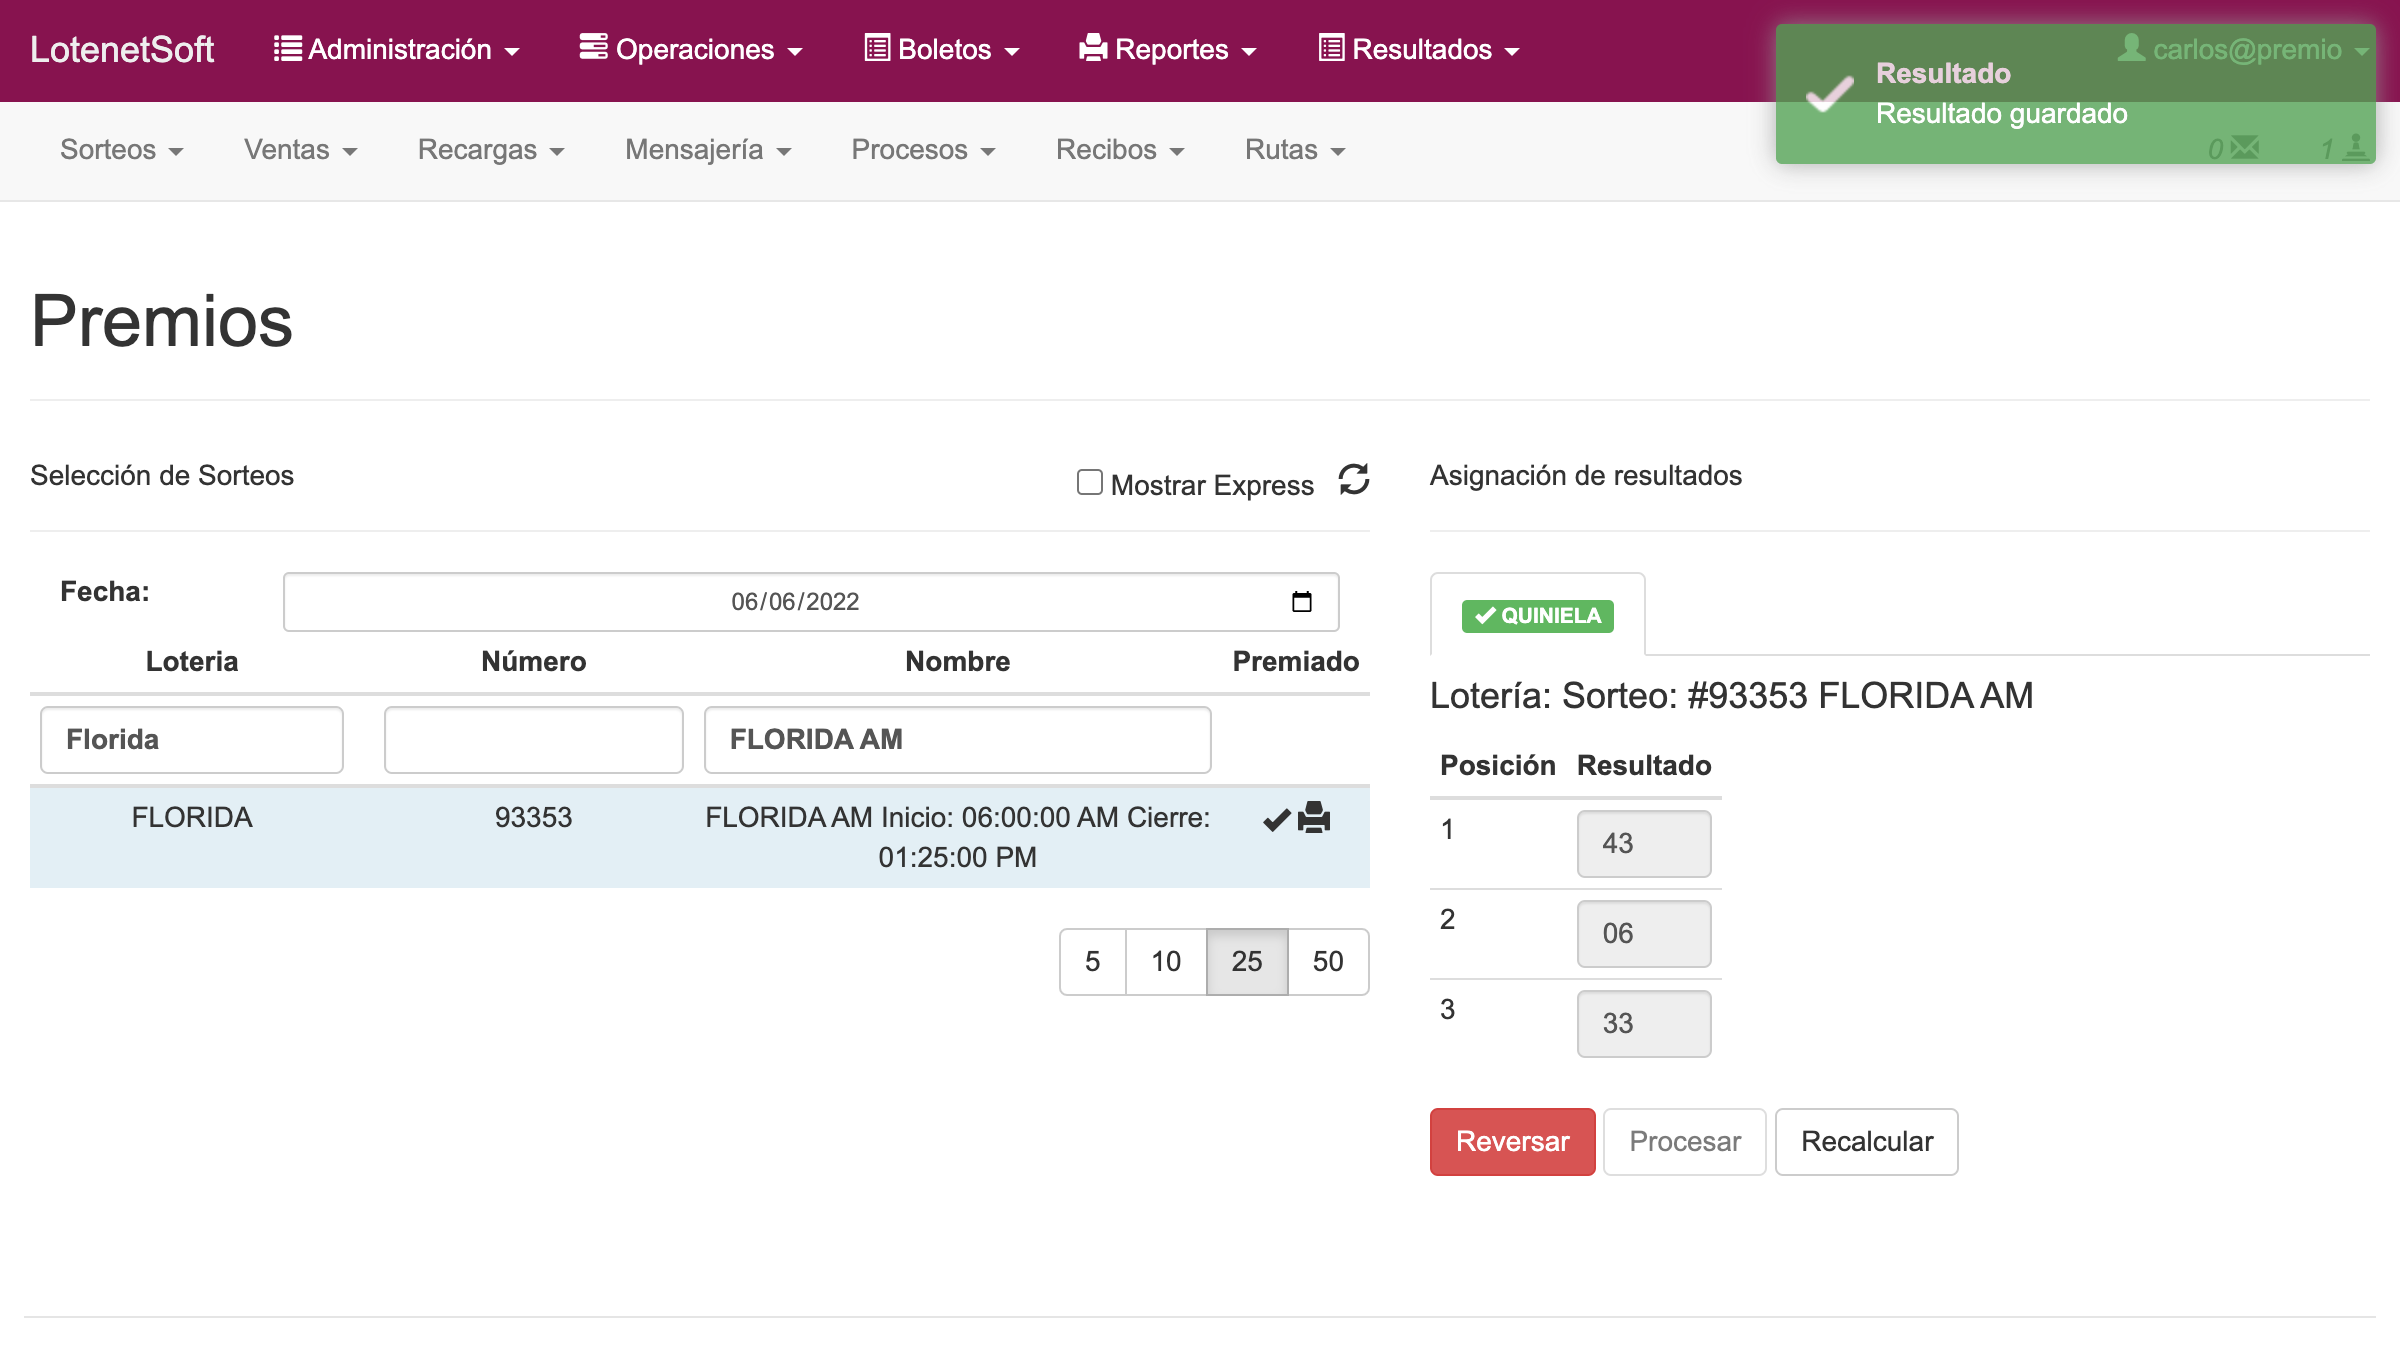 LotenetSoft Administración Operaciones Boletos Reportes Resultados carlos@premio
Resultado
Resultado guardado
Sorteos Ventas Recargas Mensajería Procesos Recibos Rutas 0 1
Premios
Selección de Sorteos Mostrar Express Asignación de resultados
Fecha: 06/06/2022
QUINIELA
Loteria Número Nombre Premiado
Lotería: Sorteo: #93353 FLORIDA AM
Florida FLORIDA AM
Posición Resultado
FLORIDA 93353 FLORIDA AM Inicio: 06:00:00 AM Cierre:
01:25:00 PM
1 43
2 06
5 10 25 50
3 33
Reversar Procesar Recalcular